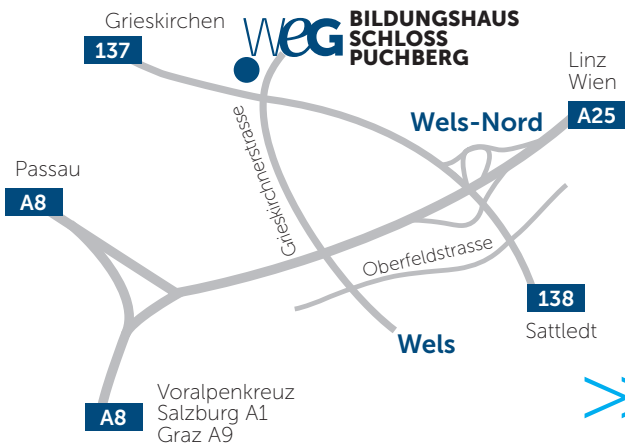 Grieskirchen
137
WeG
BILDUNGSHAUS
SCHLOSS
PUCHBERG
Linz
Wien
A25
Wels-Nord
Passau
A8
Grieskirchnerstrasse
Oberfeldstrasse
138
Sattledt
Wels
A8
Voralpenkreuz
Salzburg A1
Graz A9